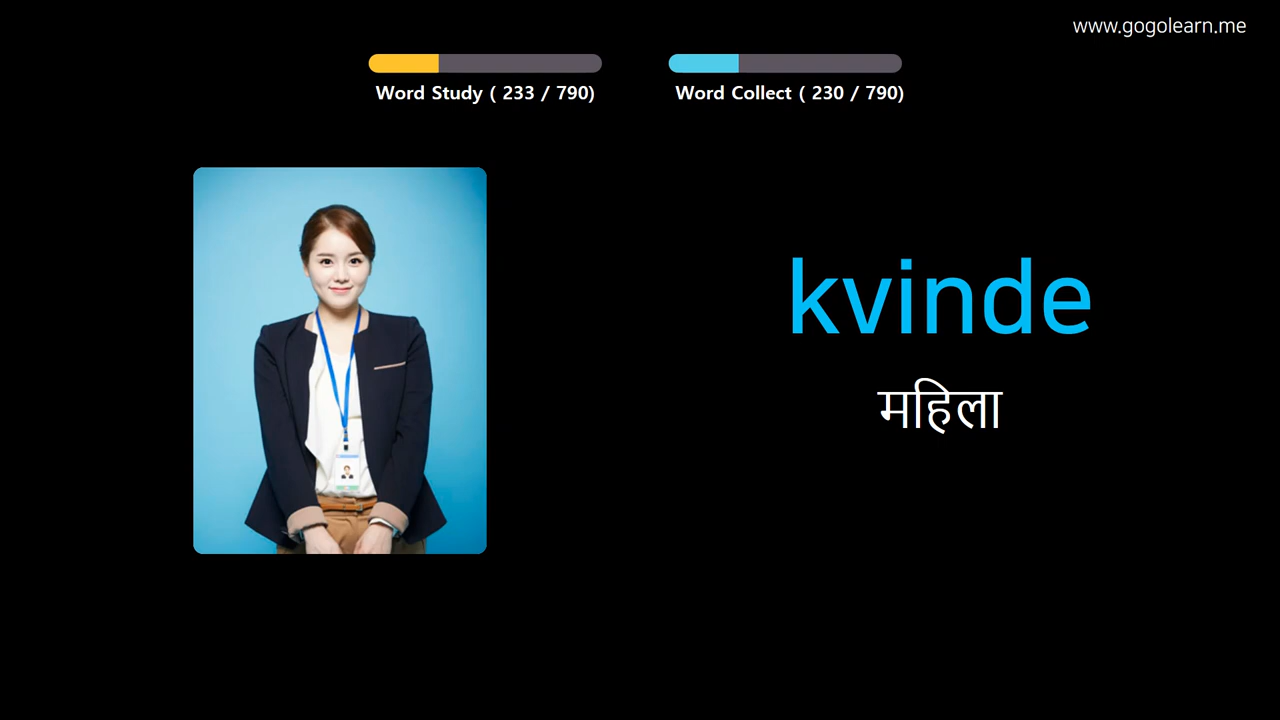 www.gogolearn.me
Word Study ( 233 / 790)
Word Collect ( 230 / 790)
kvinde
महिला